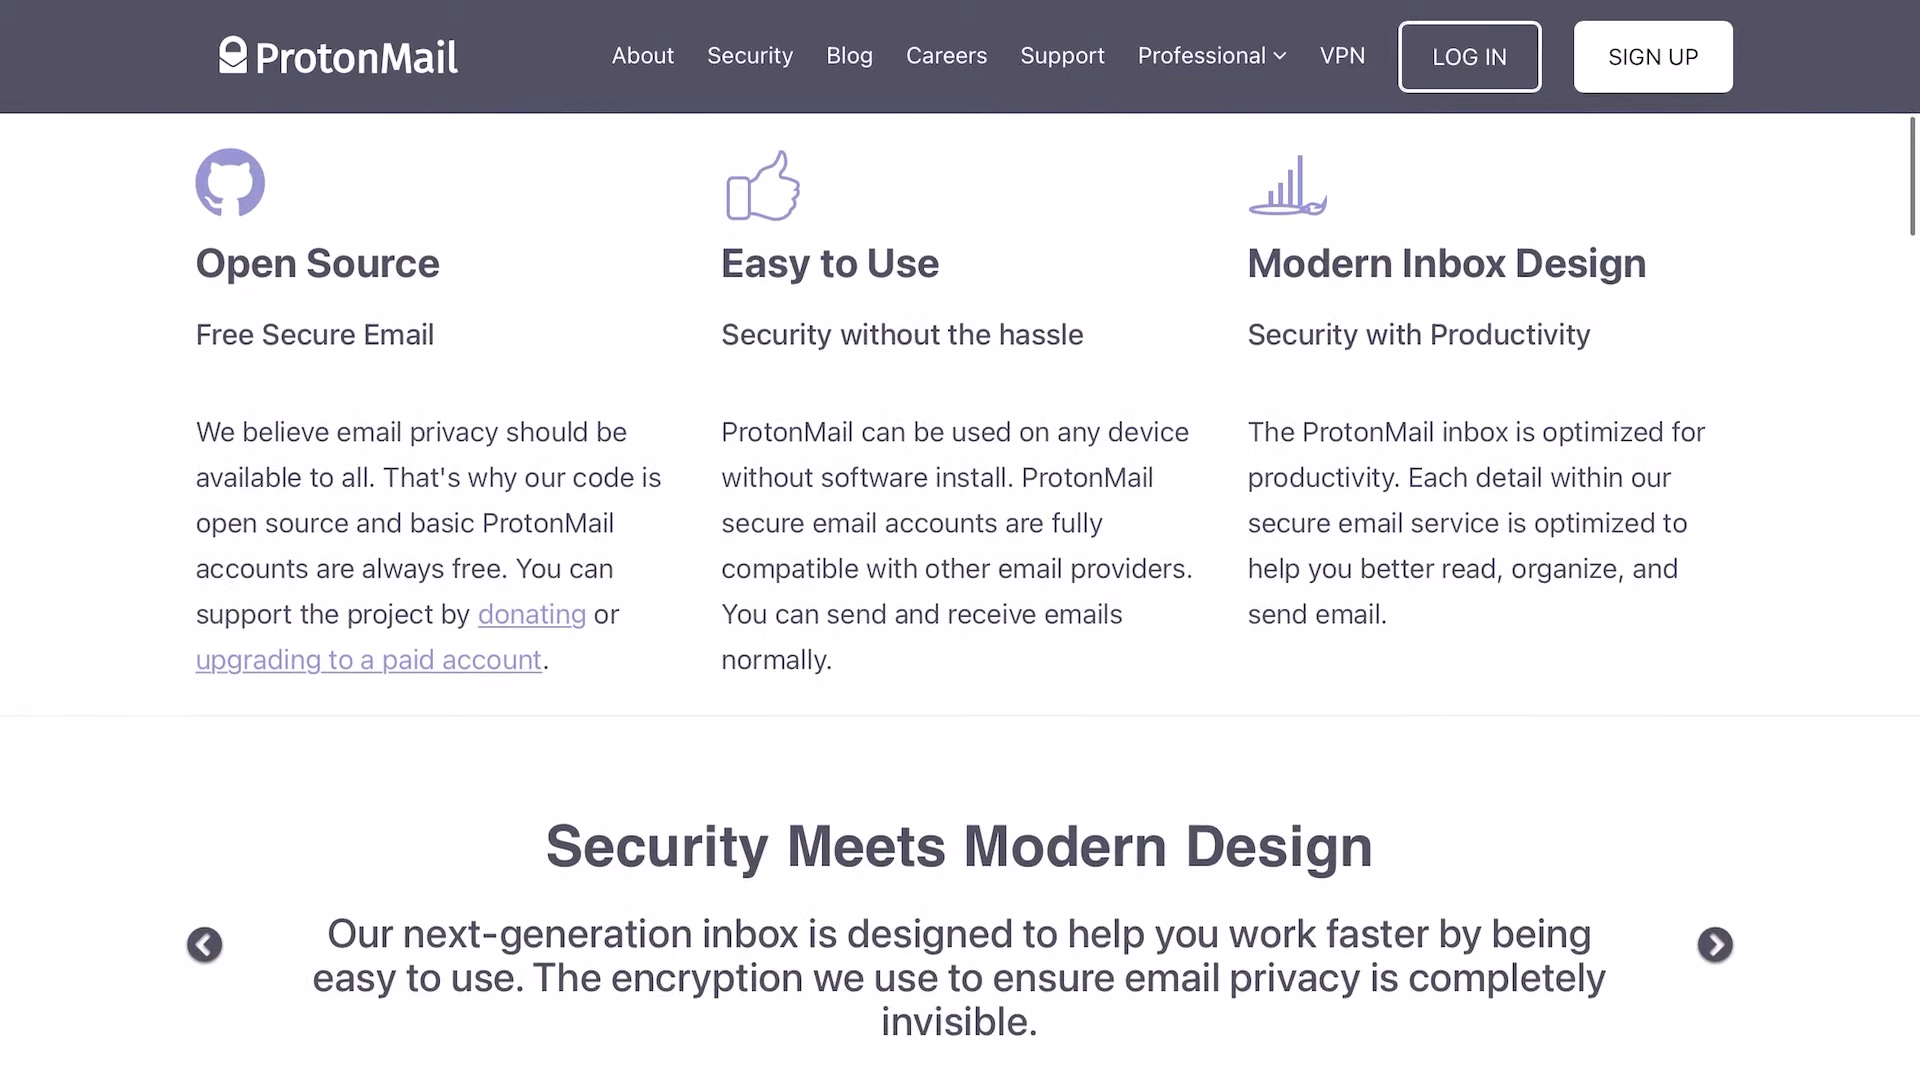 ProtonMail
About Security Blog Careers Support Professional VPN LOG IN SIGN UP
Open Source
Free Secure Email
We believe email privacy should be
available to all. That's why our code is
open source and basic ProtonMail
accounts are always free. You can
support the project by donating or
upgrading to a paid account.
Easy to Use
Security without the hassle
ProtonMail can be used on any device
without software install. ProtonMail
secure email accounts are fully
compatible with other email providers.
You can send and receive emails
normally.
Modern Inbox Design
Security with Productivity
The ProtonMail inbox is optimized for
productivity. Each detail within our
secure email service is optimized to
help you better read, organize, and
send email.
Security Meets Modern Design
Our next-generation inbox is designed to help you work faster by being
easy to use. The encryption we use to ensure email privacy is completely
invisible.